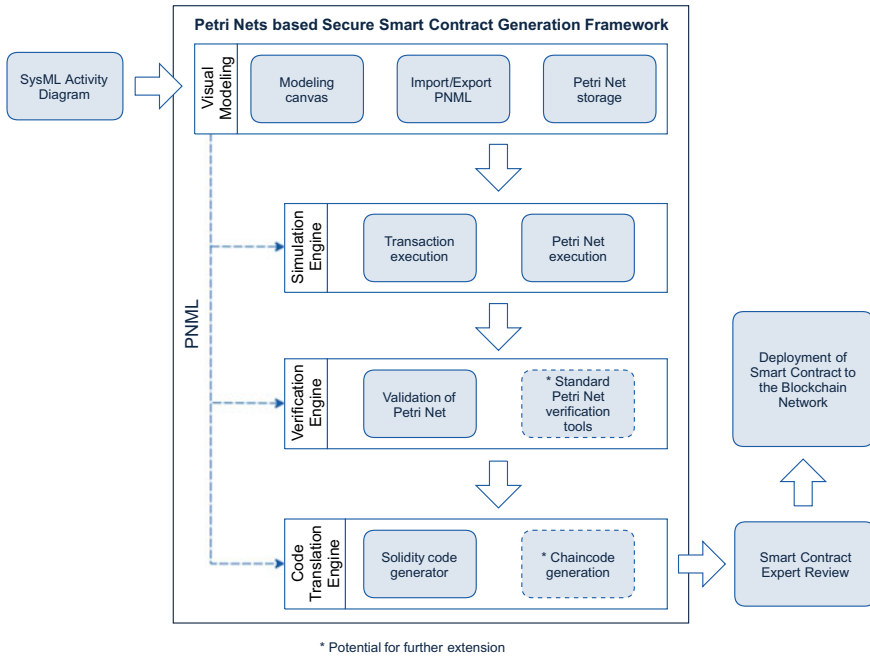 Petri Nets based Secure Smart Contract Generation Framework
SysML Activity
Diagram
Visual
Modeling
Modeling
canvas
Import/Export
PNML
Petri Net
storage
PNML
Simulation
Engine
Transaction
execution
Petri Net
execution
Verification
Engine
Validation of
Petri Net
* Standard
Petri Net
verification
tools
Code
Translation
Engine
Solidity code
generator
* Chaincode
generation
Smart Contract
Expert Review
Deployment of
Smart Contract to
the Blockchain
Network
* Potential for further extension